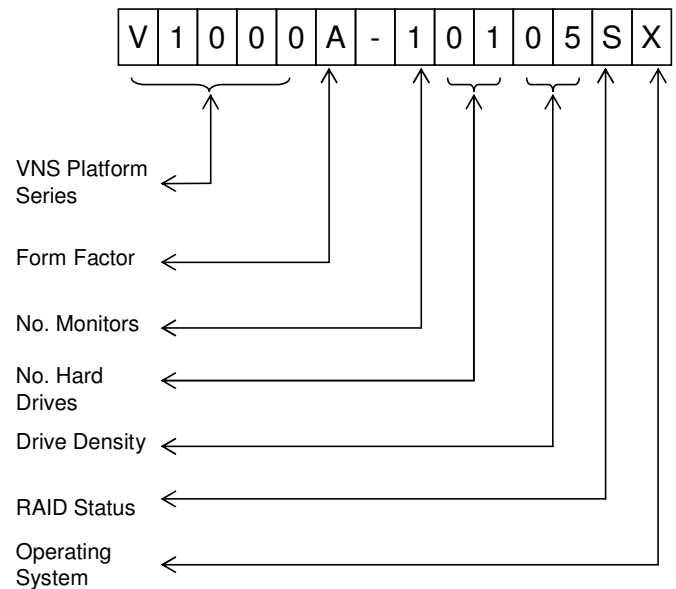 V1000A-10105SX
VNS Platform
Series
Form Factor
No. Monitors
No. Hard
Drives
Drive Density
RAID Status
Operating
System